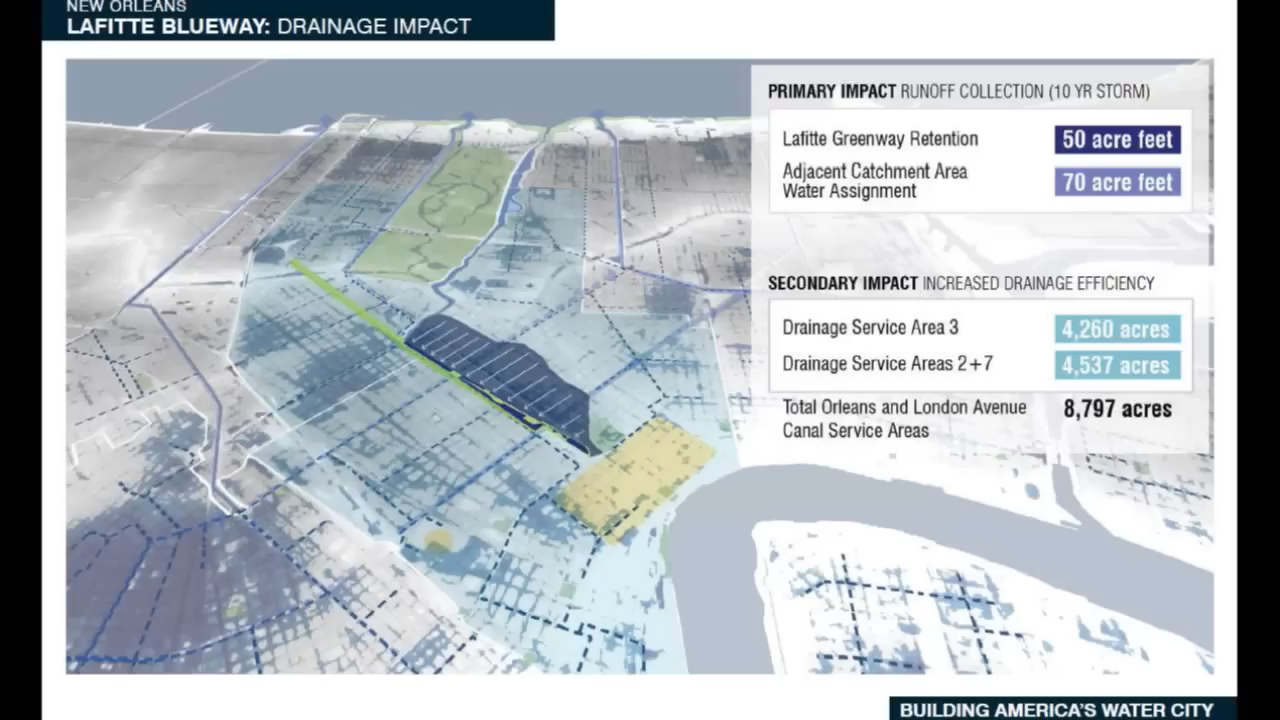 NEW ORLEANS
LAFITTE BLUEWAY: DRAINAGE IMPACT
PRIMARY IMPACT RUNOFF COLLECTION (10 YR STORM)
Lafitte Greenway Retention 50 acre feet
Adjacent Catchment Area
Water Assignment 70 acre feet
SECONDARY IMPACT INCREASED DRAINAGE EFFICIENCY
Drainage Service Area 3 4,260 acres
Drainage Service Areas 2+7 4,537 acres
Total Orleans and London Avenue 8,797 acres
Canal Service Areas
BUILDING AMERICA'S WATER CITY